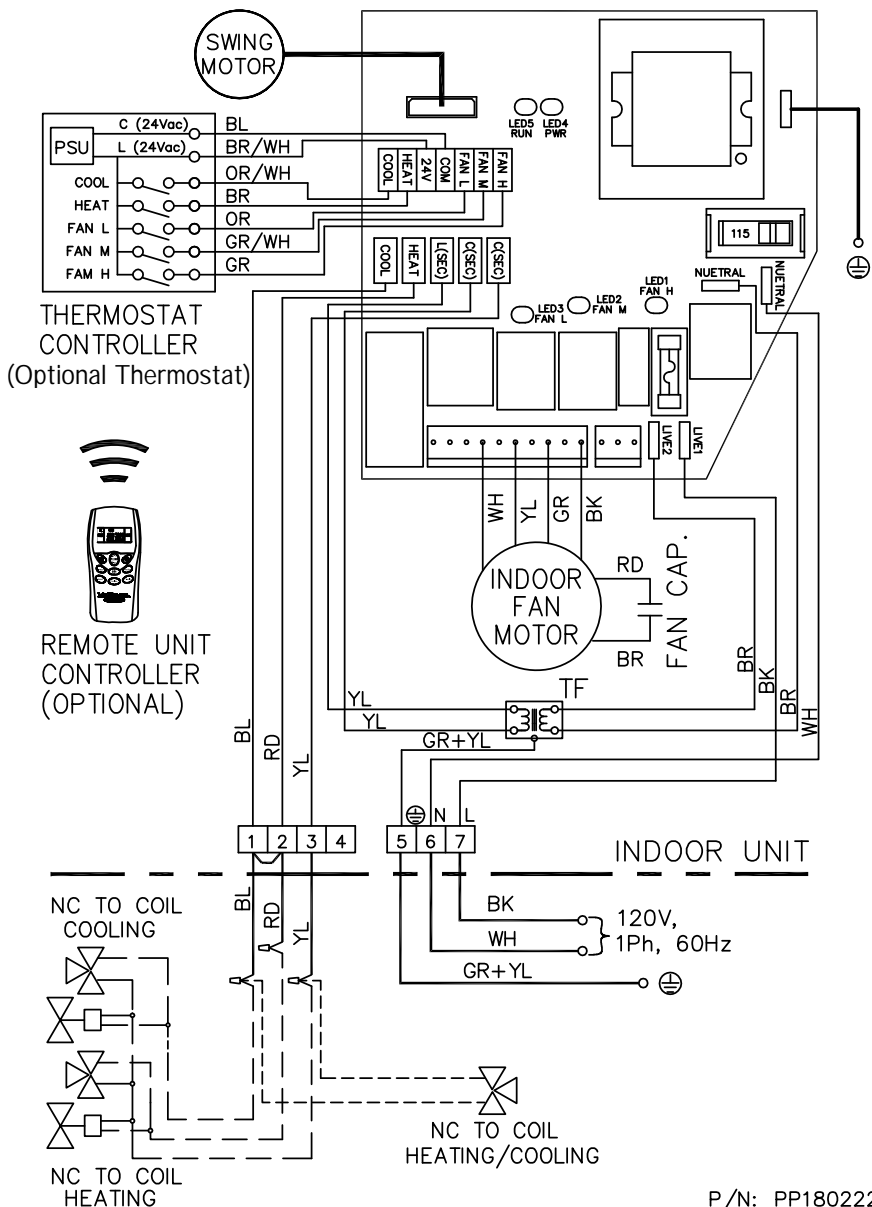 SWING
MOTOR
LED5
RUN
LED4
PWR
C (24Vac)
BL
PSU
L (24Vac)
BR/WH
COOL
OR/WH
HEAT
BR
FAN L
OR
FAN M
GR/WH
FAM H
GR
COOL
HEAT
24V
COM
FAN L
FAN M
FAN H
COOL
HEAT
L(SEC)
C(SEC)
C(SEC)
115
NUETRAL
NUETRAL
LED1
FAN H
LED2
FAN M
LED3
FAN L
THERMOSTAT
CONTROLLER
(Optional Thermostat)
LIVE2
LIVE1
WH
YL
GR
BK
INDOOR
FAN
MOTOR
RD
BR
FAN CAP.
REMOTE UNIT
CONTROLLER
(OPTIONAL)
BR
BK
BR
WH
TF
YL
YL
GR+YL
BL
RD
YL
N
L
1
2
3
4
5
6
7
INDOOR UNIT
BL
RD
YL
NC TO COIL
COOLING
BK
WH
GR+YL
120V,
1Ph, 60Hz
NC TO COIL
HEATING/COOLING
NC TO COIL
HEATING
P/N: PP180222